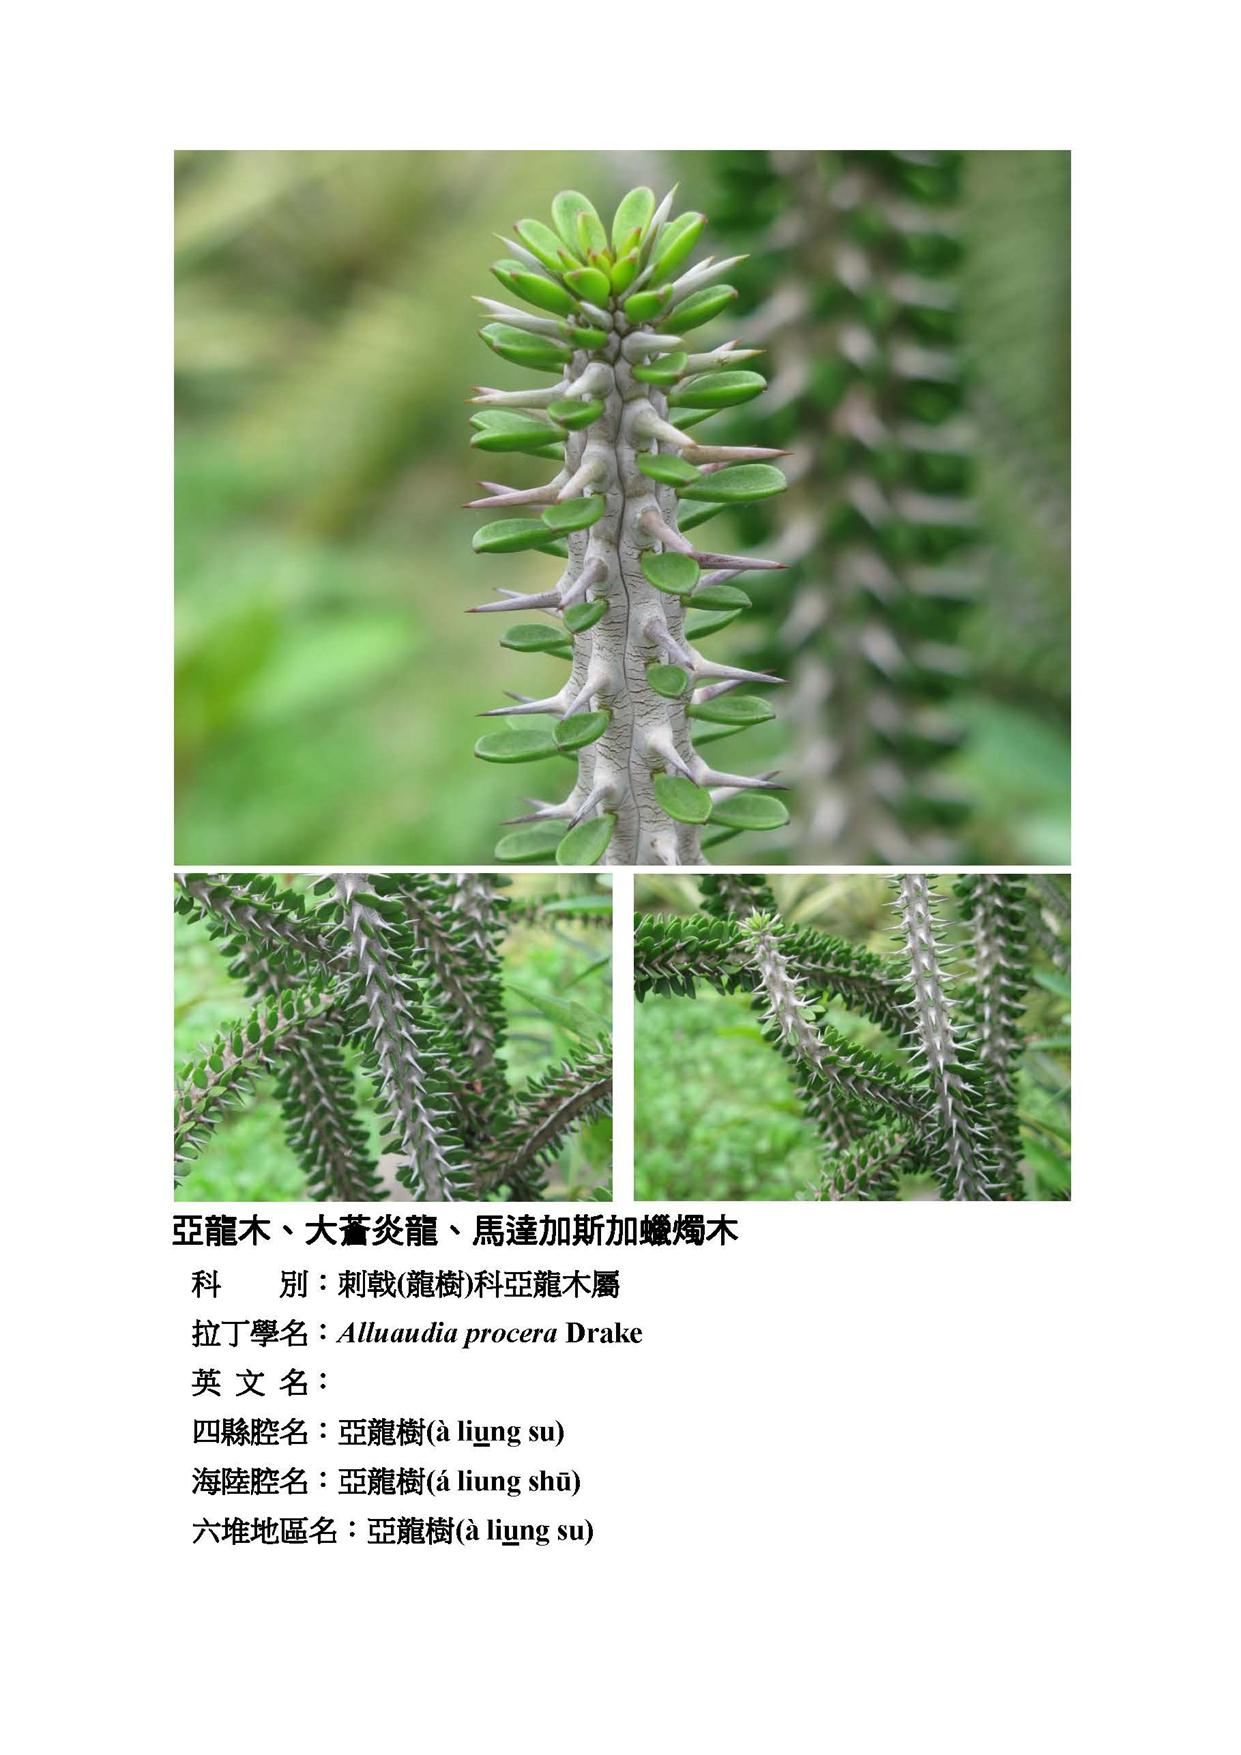 亞龍木、大蒼炎龍、馬達加斯加蠟燭木
科　　別：刺戟(龍樹)科亞龍木屬
拉丁學名：Alluaudia procera Drake
英 文 名：
四縣腔名：亞龍樹(à liung su)
海陸腔名：亞龍樹(á liung shū)
六堆地區名：亞龍樹(à liung su)